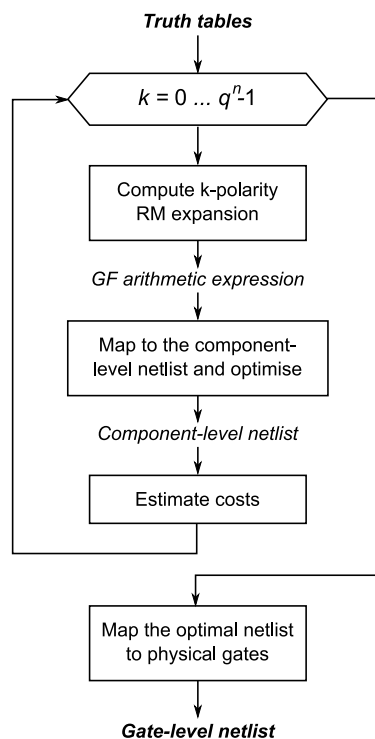 Truth tables
k = 0 ... qⁿ-1
Compute k-polarity
RM expansion
GF arithmetic expression
Map to the component-
level netlist and optimise
Component-level netlist
Estimate costs
Map the optimal netlist
to physical gates
Gate-level netlist